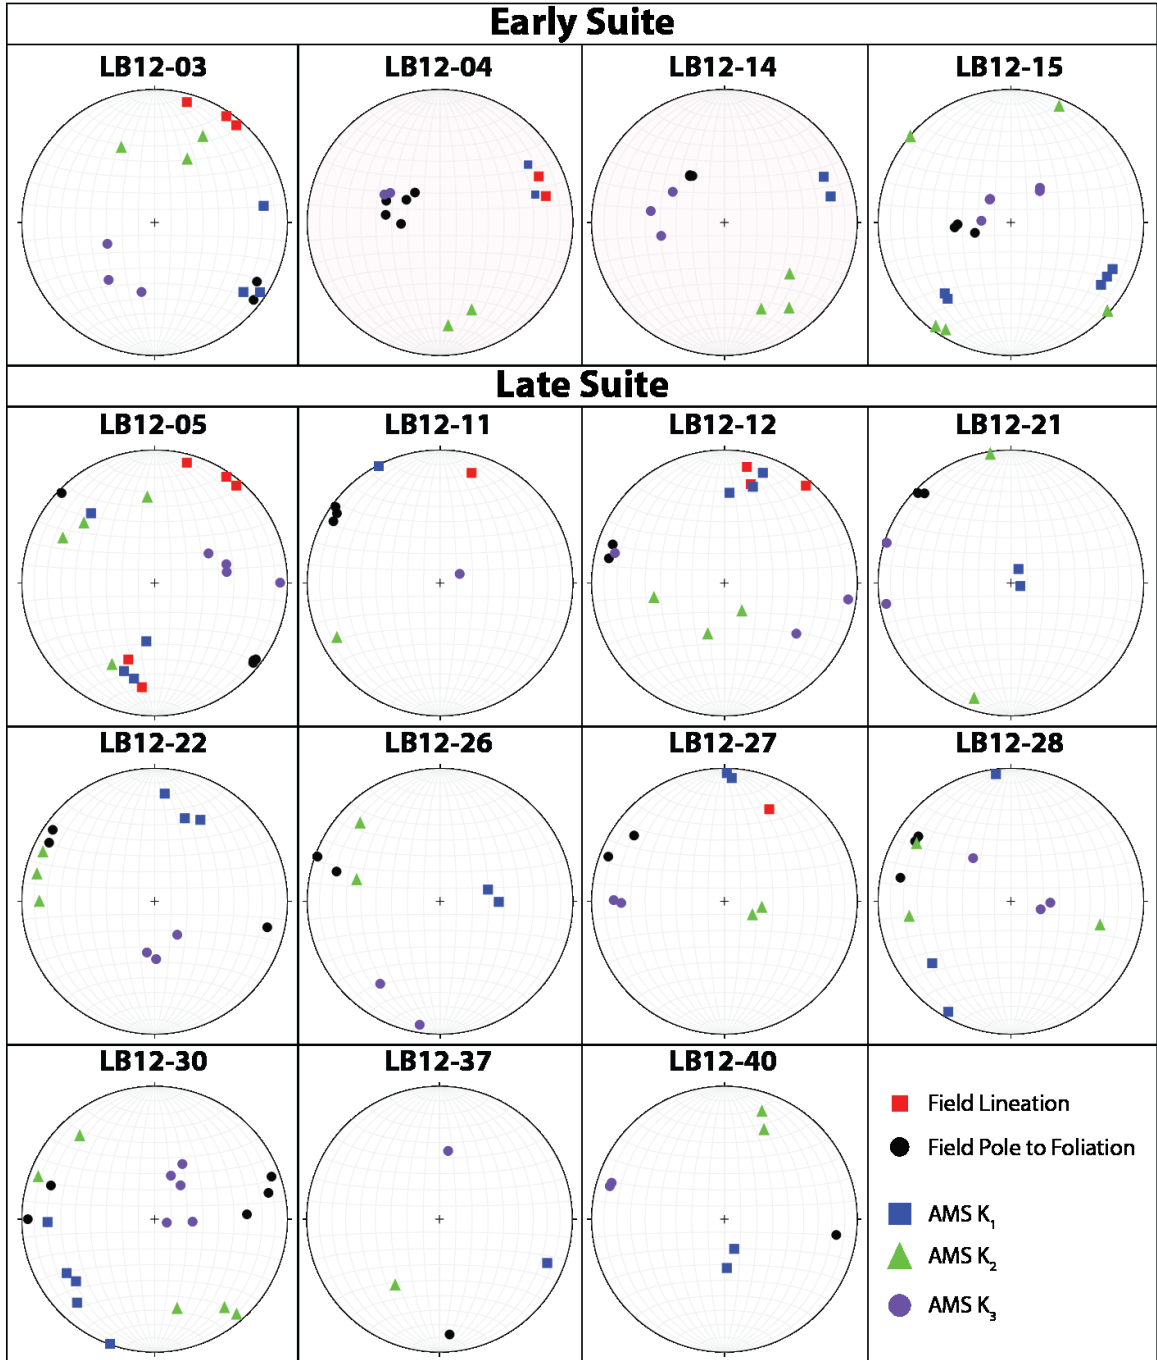 Early Suite
LB12-03 LB12-04 LB12-14 LB12-15
Late Suite
LB12-05 LB12-11 LB12-12 LB12-21
LB12-22 LB12-26 LB12-27 LB12-28
LB12-30 LB12-37 LB12-40
Field Lineation
Field Pole to Foliation
AMS K1
AMS K2
AMS K3